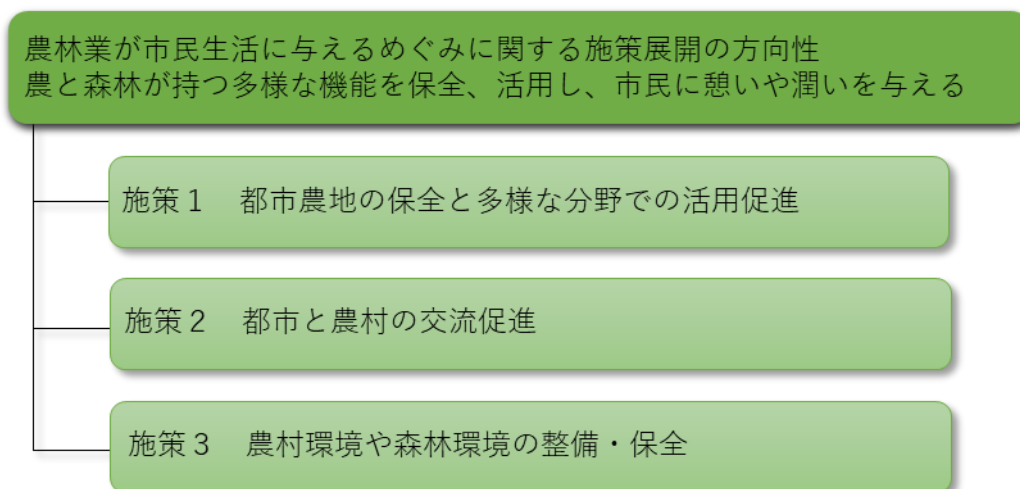 農林業が市民生活に与えるめぐみに関する施策展開の方向性
農と森林が持つ多様な機能を保全、活用し、市民に憩いや潤いを与える
施策１　都市農地の保全と多様な分野での活用促進
施策２　都市と農村の交流促進
施策３　農村環境や森林環境の整備・保全